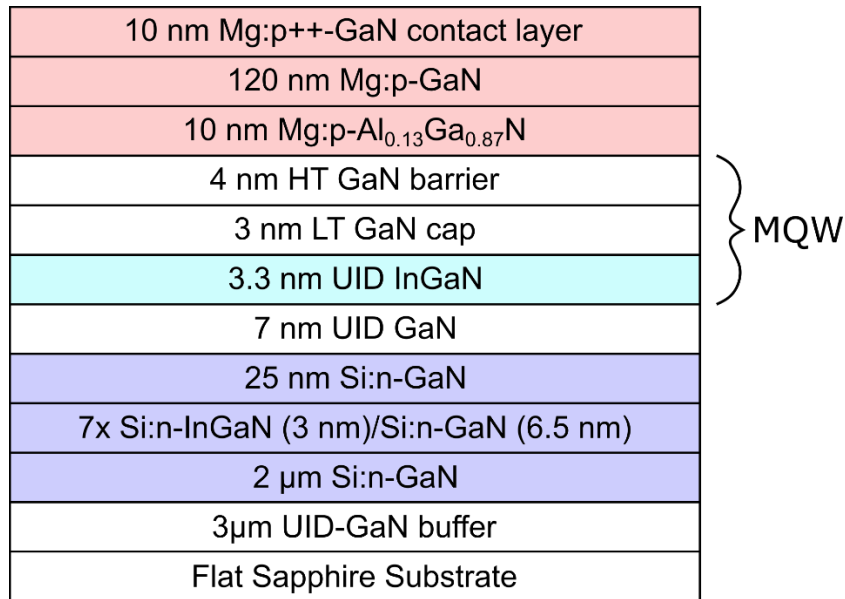 10 nm Mg:p++-GaN contact layer
120 nm Mg:p-GaN
10 nm Mg:p-Al₀.₁₃Ga₀.₈₇N
4 nm HT GaN barrier
3 nm LT GaN cap
MQW
3.3 nm UID InGaN
7 nm UID GaN
25 nm Si:n-GaN
7x Si:n-InGaN (3 nm)/Si:n-GaN (6.5 nm)
2 μm Si:n-GaN
3μm UID-GaN buffer
Flat Sapphire Substrate